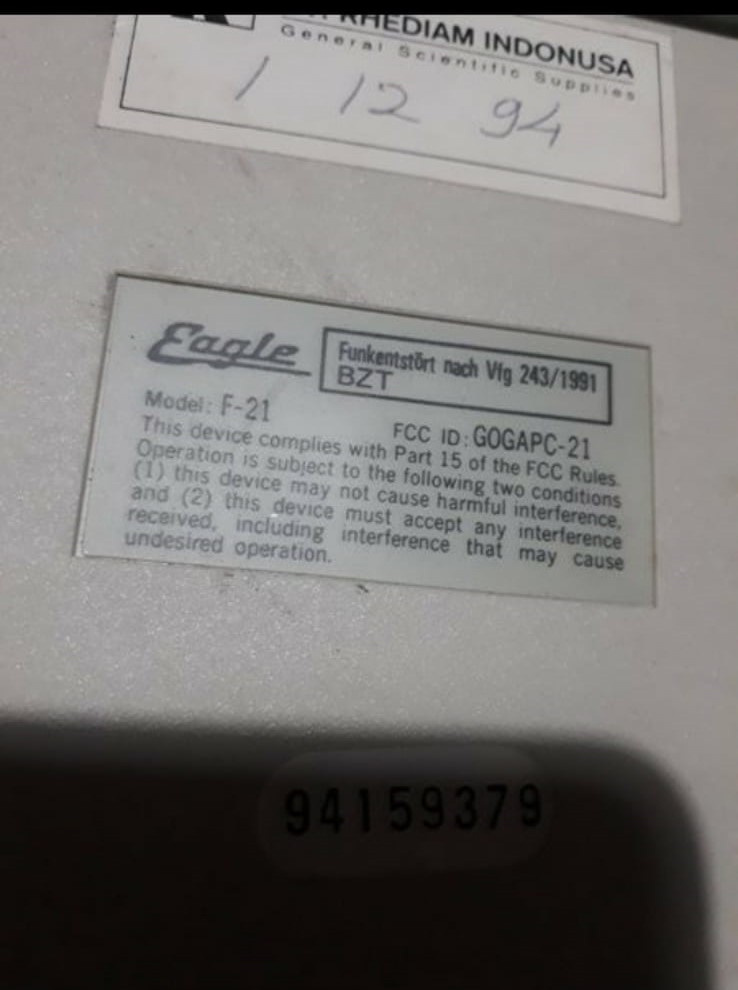 RHEDIAM INDONUSA
General Scientific Supplies
1 12 94
Eagle
Funkentstört nach Vfg 243/1991
BZT
Model: F-21
FCC ID: GOGAPC-21
This device complies with Part 15 of the FCC Rules.
Operation is subject to the following two conditions
(1) this device may not cause harmful interference,
and (2) this device must accept any interference
received, including interference that may cause
undesired operation.
94159379